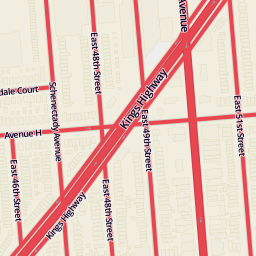 Avenue
East 48th Street
dale Court
Schenectady Avenue
Kings Highway
East 49th Street
East 51st Street
Avenue H
East 46th Street
East 48th Street
Kings Highway